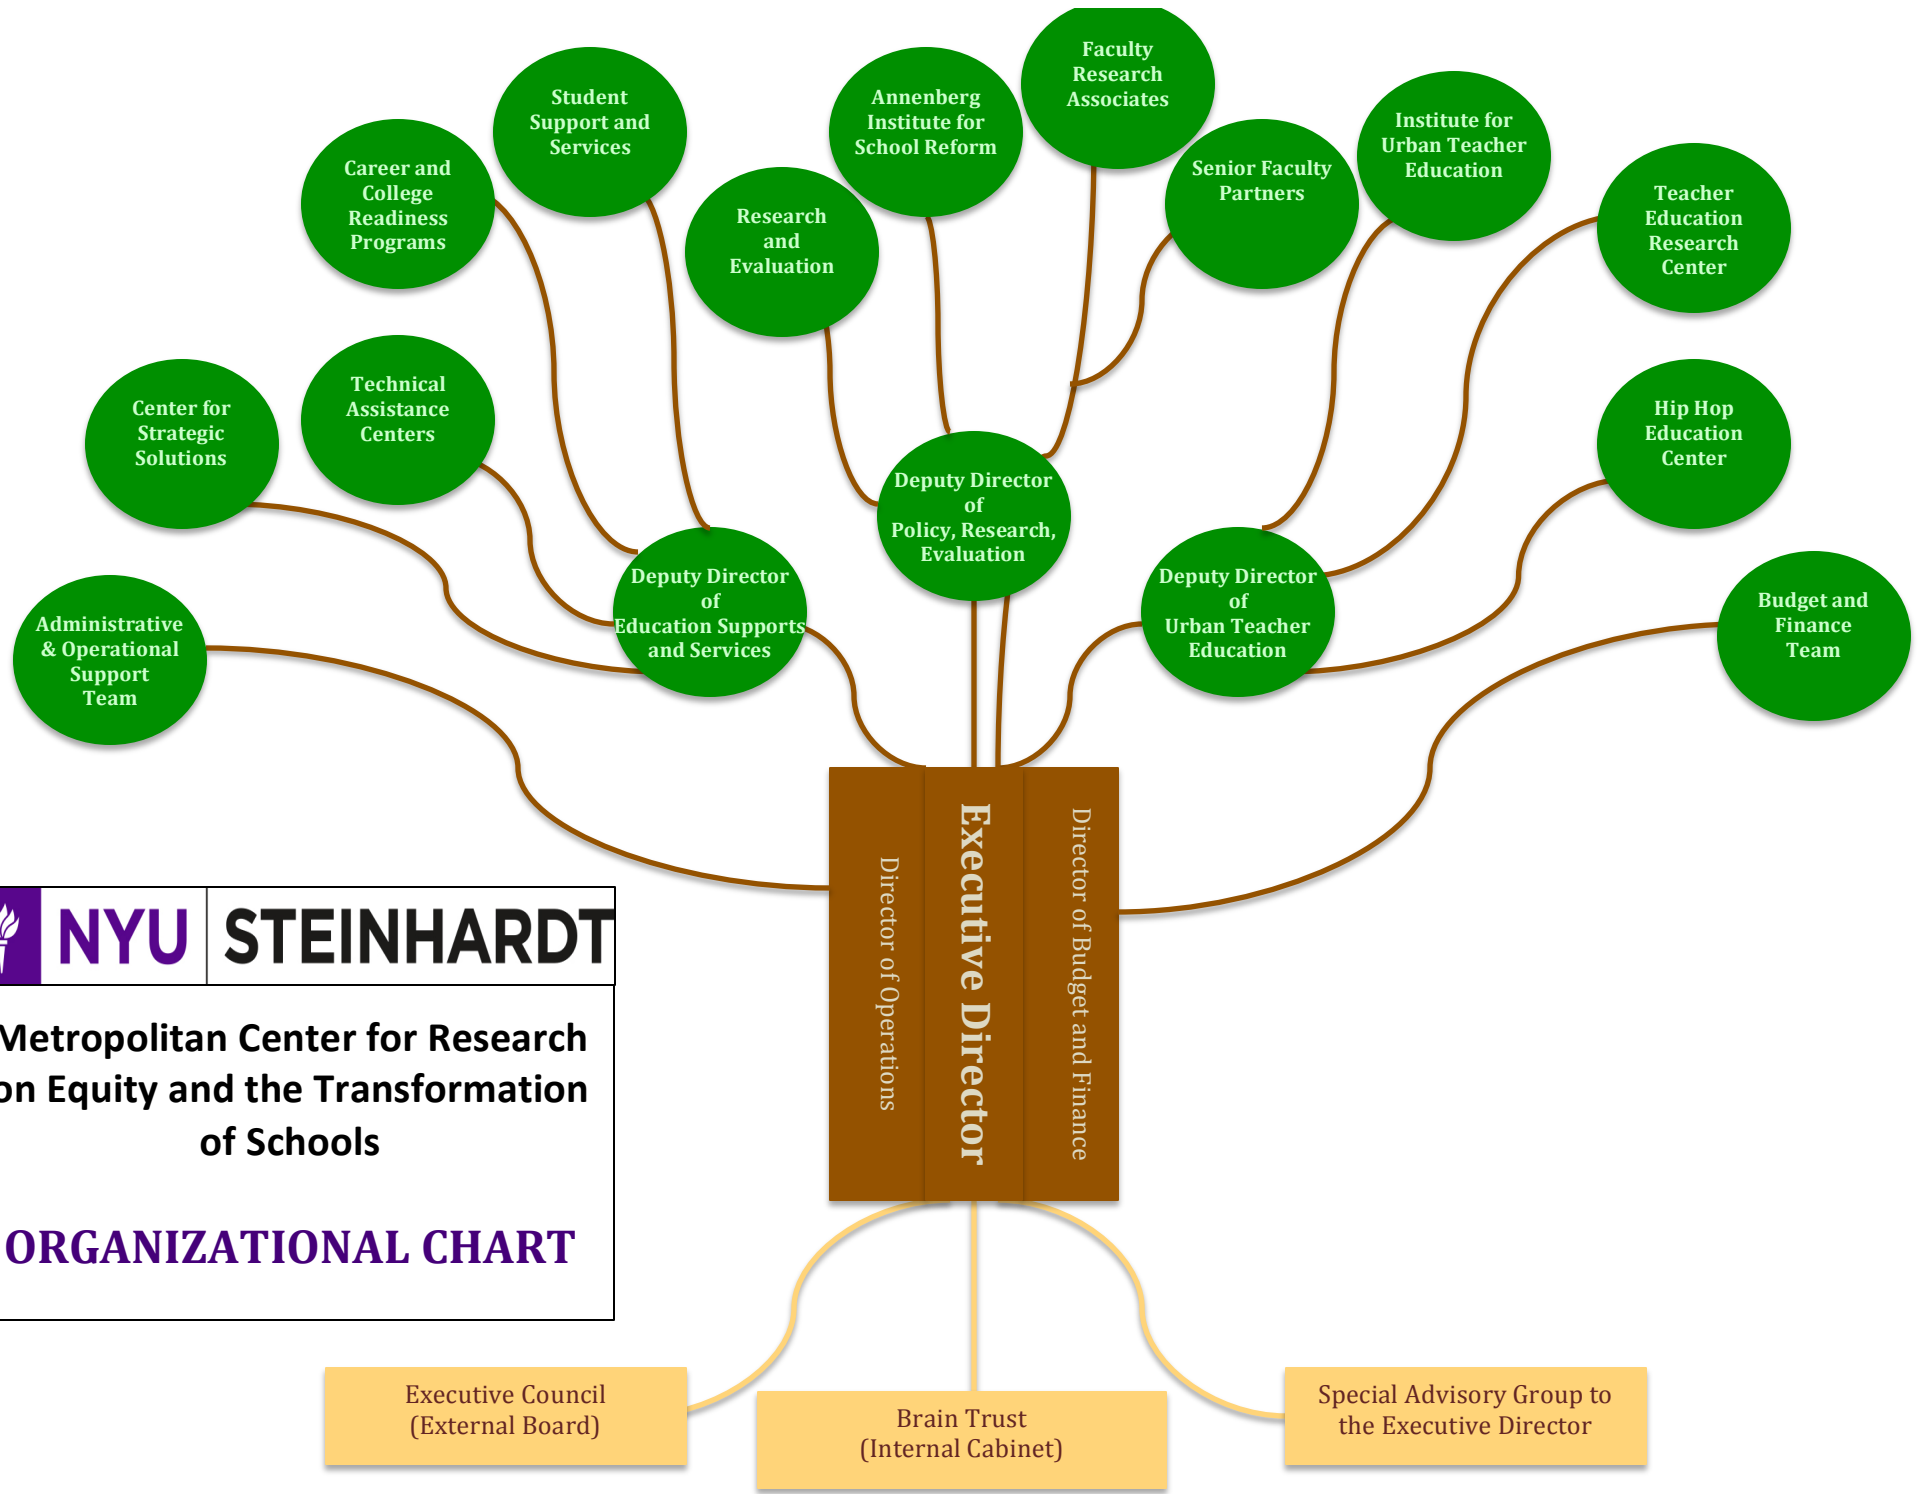 Faculty
Research
Associates
Student
Support and
Services
Annenberg
Institute for
School Reform
Institute for
Urban Teacher
Education
Career and
College
Readiness
Programs
Senior Faculty
Partners
Teacher
Education
Research
Center
Research
and
Evaluation
Technical
Assistance
Centers
Center for
Strategic
Solutions
Hip Hop
Education
Center
Deputy Director
of
Policy, Research,
Evaluation
Deputy Director
of
Education Supports
and Services
Deputy Director
of
Urban Teacher
Education
Administrative
& Operational
Support
Team
Budget and
Finance
Team
Director of Operations
Executive Director
Director of Budget and Finance
NYU STEINHARDT
Metropolitan Center for Research
on Equity and the Transformation
of Schools
ORGANIZATIONAL CHART
Executive Council
(External Board)
Brain Trust
(Internal Cabinet)
Special Advisory Group to
the Executive Director